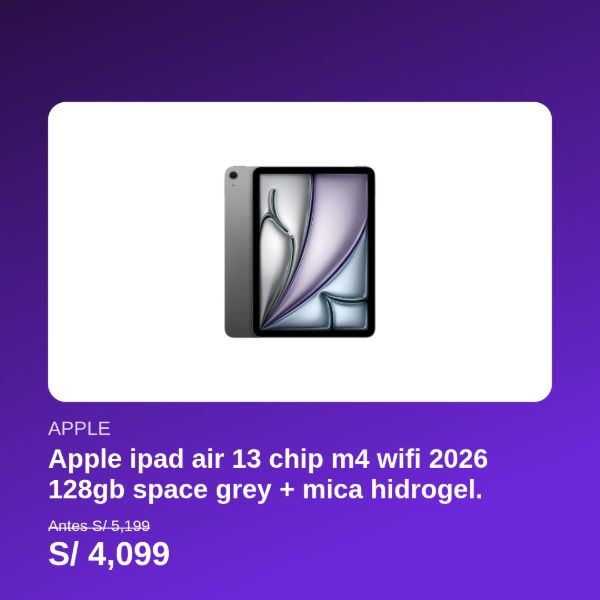 APPLE
Apple ipad air 13 chip m4 wifi 2026
128gb space grey + mica hidrogel.
Antes S/ 5,199
S/ 4,099